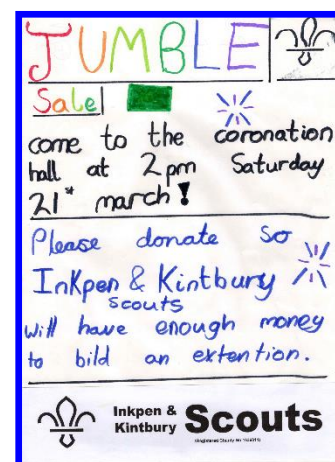 JUMBLE
Sale
come to the coronation
hall at 2pm Saturday
21st march!
Please donate so
InKpen & Kintbury
scouts
will have enough money
to bild an extention.
Inkpen &
Kintbury Scouts